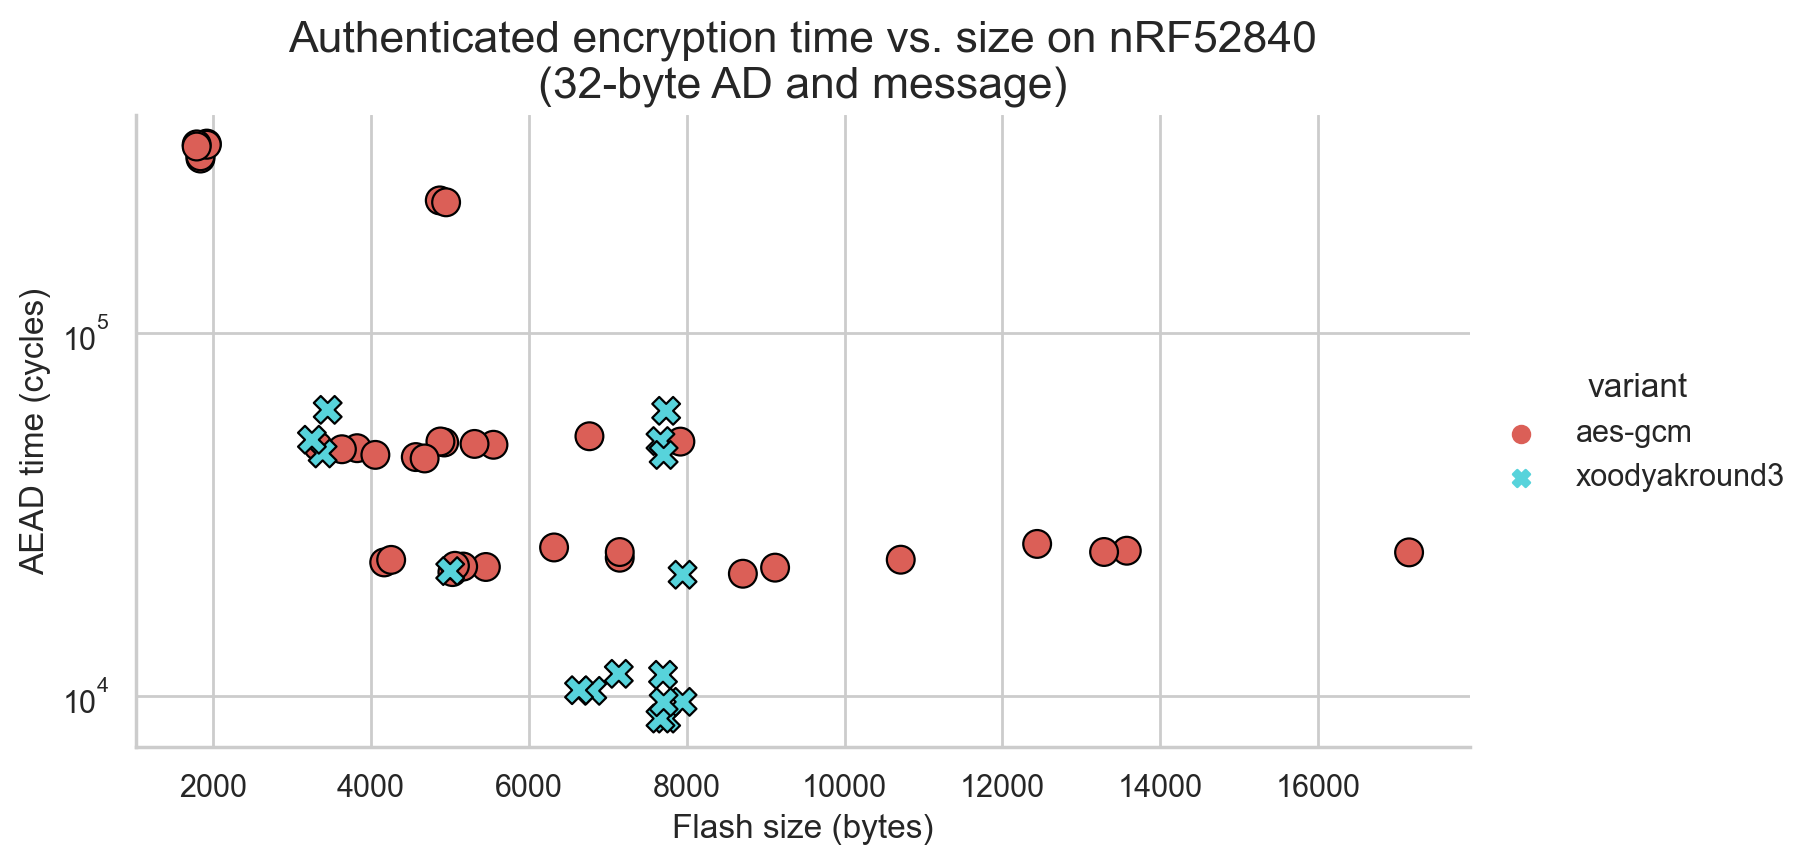 Authenticated encryption time vs. size on nRF52840
(32-byte AD and message)
AEAD time (cycles)
10^5
10^4
2000 4000 6000 8000 10000 12000 14000 16000
Flash size (bytes)
variant
aes-gcm
xoodyakround3